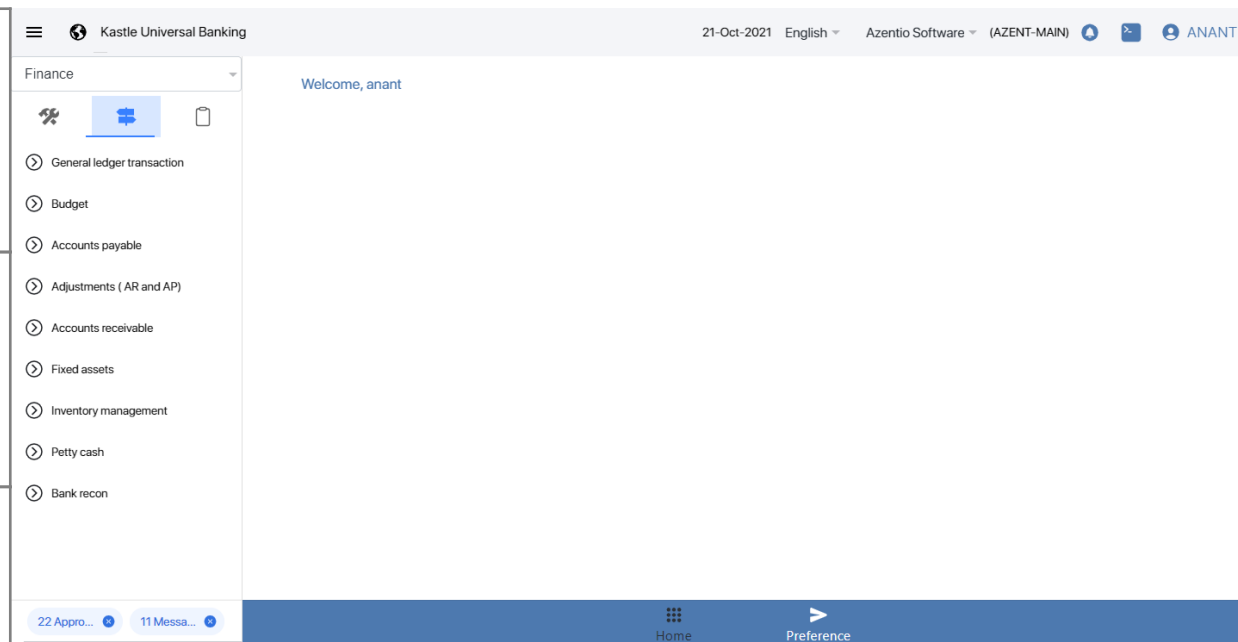 Kastle Universal Banking 21-Oct-2021 English Azentio Software (AZENT-MAIN) ANANT
Finance
Welcome, anant
General ledger transaction
Budget
Accounts payable
Adjustments ( AR and AP)
Accounts receivable
Fixed assets
Inventory management
Petty cash
Bank recon
22 Appro... 11 Messa...
Home Preference